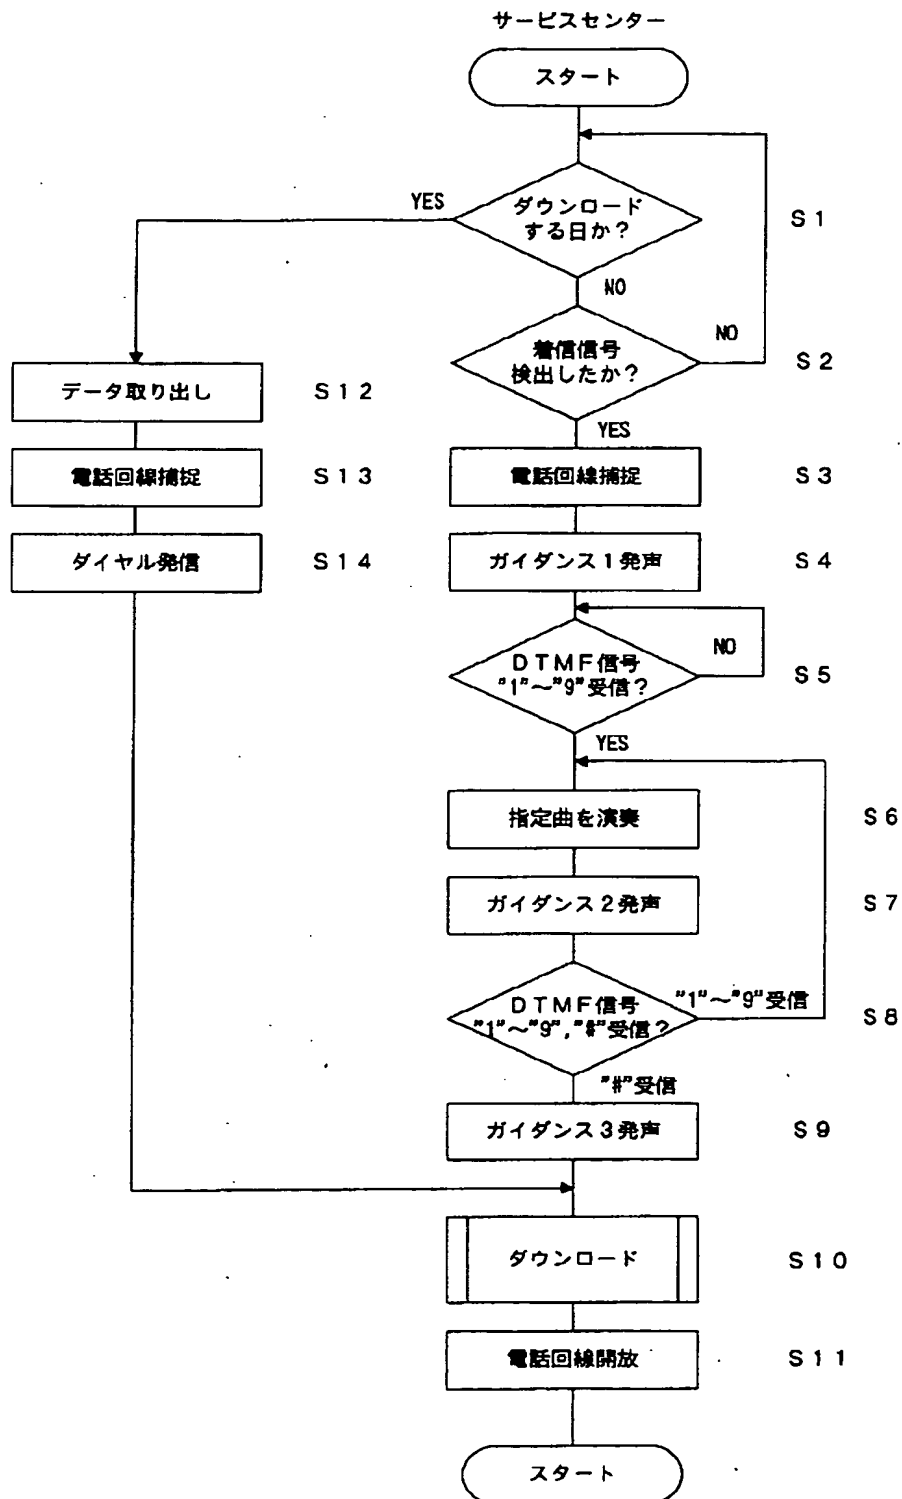 サービスセンター
スタート
YES
ダウンロード
する日か？
S1
NO
着信信号
検出したか？
NO
S2
YES
データ取り出し
S12
電話回線捕捉
S13
電話回線捕捉
S3
ダイヤル発信
S14
ガイダンス1発声
S4
NO
DTMF信号
"1"～"9"受信？
S5
YES
指定曲を演奏
S6
ガイダンス2発声
S7
DTMF信号
"1"～"9","#"受信？
"1"～"9"受信
S8
"#"受信
ガイダンス3発声
S9
ダウンロード
S10
電話回線開放
S11
スタート